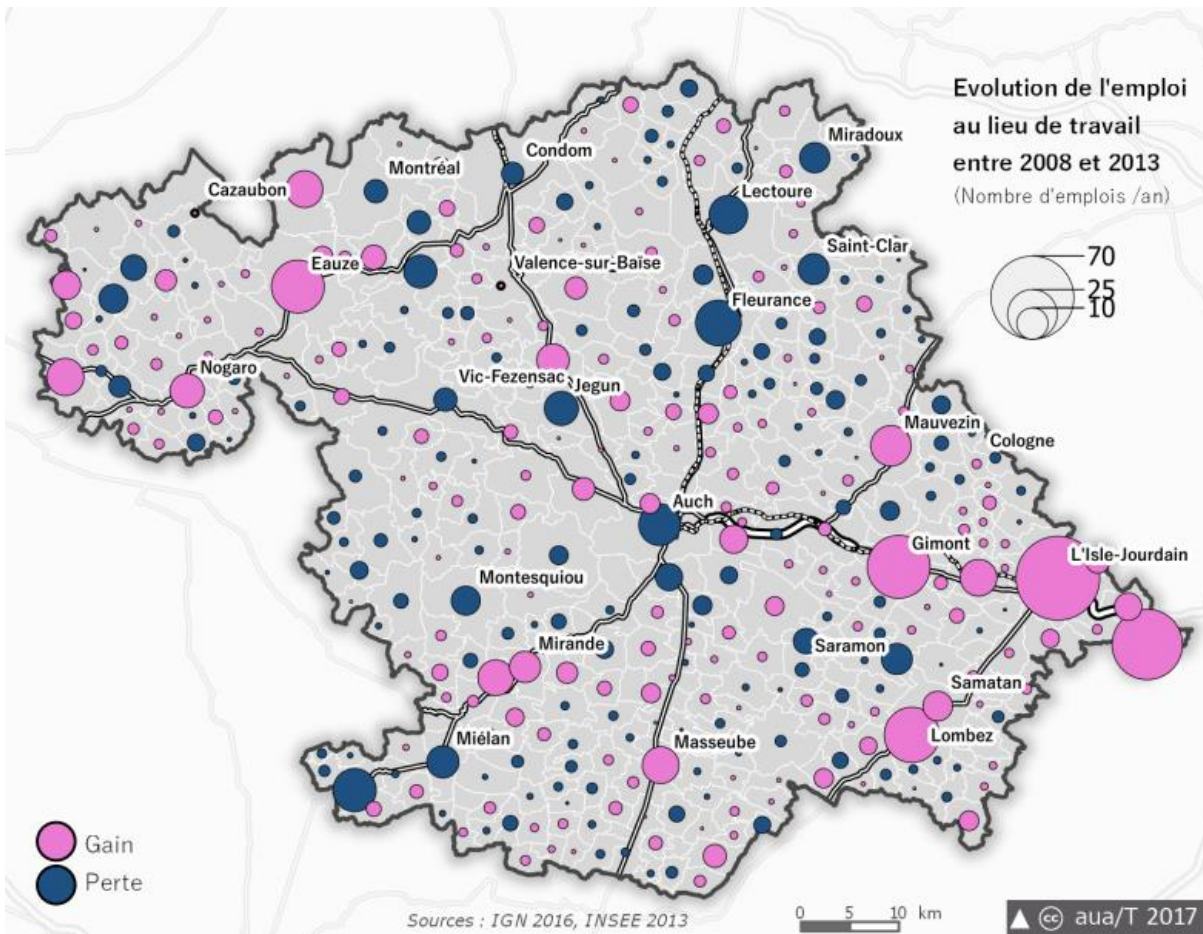 Evolution de l'emploi
au lieu de travail
entre 2008 et 2013
(Nombre d'emplois /an)
70
25
10
Miradoux
Condom
Montréal
Cazaubon
Lectoure
Saint-Clar
Eauze
Valence-sur-Baïse
Fleurance
Nogaro
Vic-Fezensac
Jegun
Mauvezin
Cologne
Auch
Gimont
L'Isle-Jourdain
Montesquiou
Mirande
Saramon
Samatan
Miélan
Masseube
Lombez
Gain
Perte
Sources : IGN 2016, INSEE 2013
0 5 10 km
cc aua/T 2017